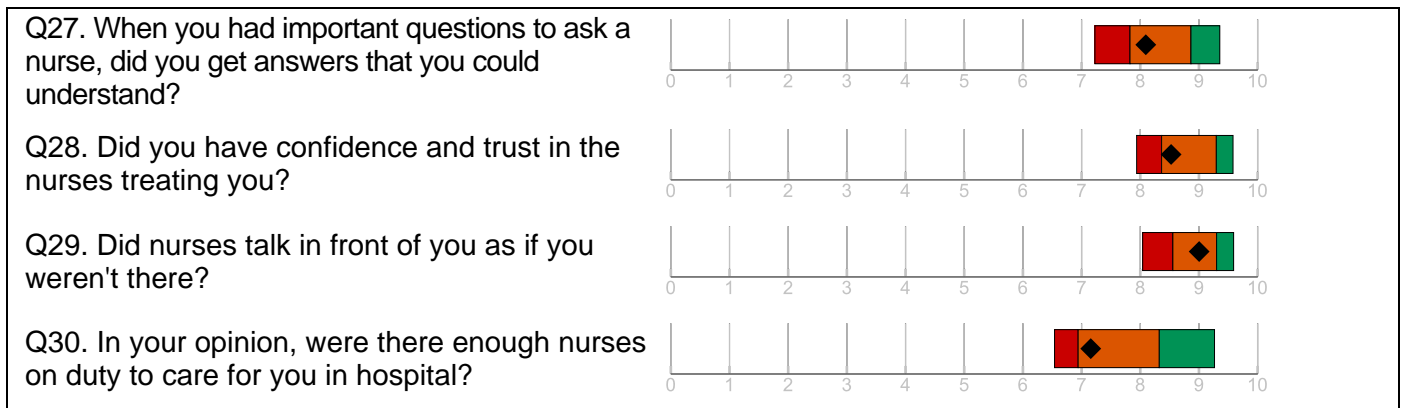 Q27. When you had important questions to ask a
nurse, did you get answers that you could
understand?
0 1 2 3 4 5 6 7 8 9 10
Q28. Did you have confidence and trust in the
nurses treating you?
0 1 2 3 4 5 6 7 8 9 10
Q29. Did nurses talk in front of you as if you
weren't there?
0 1 2 3 4 5 6 7 8 9 10
Q30. In your opinion, were there enough nurses
on duty to care for you in hospital?
0 1 2 3 4 5 6 7 8 9 10